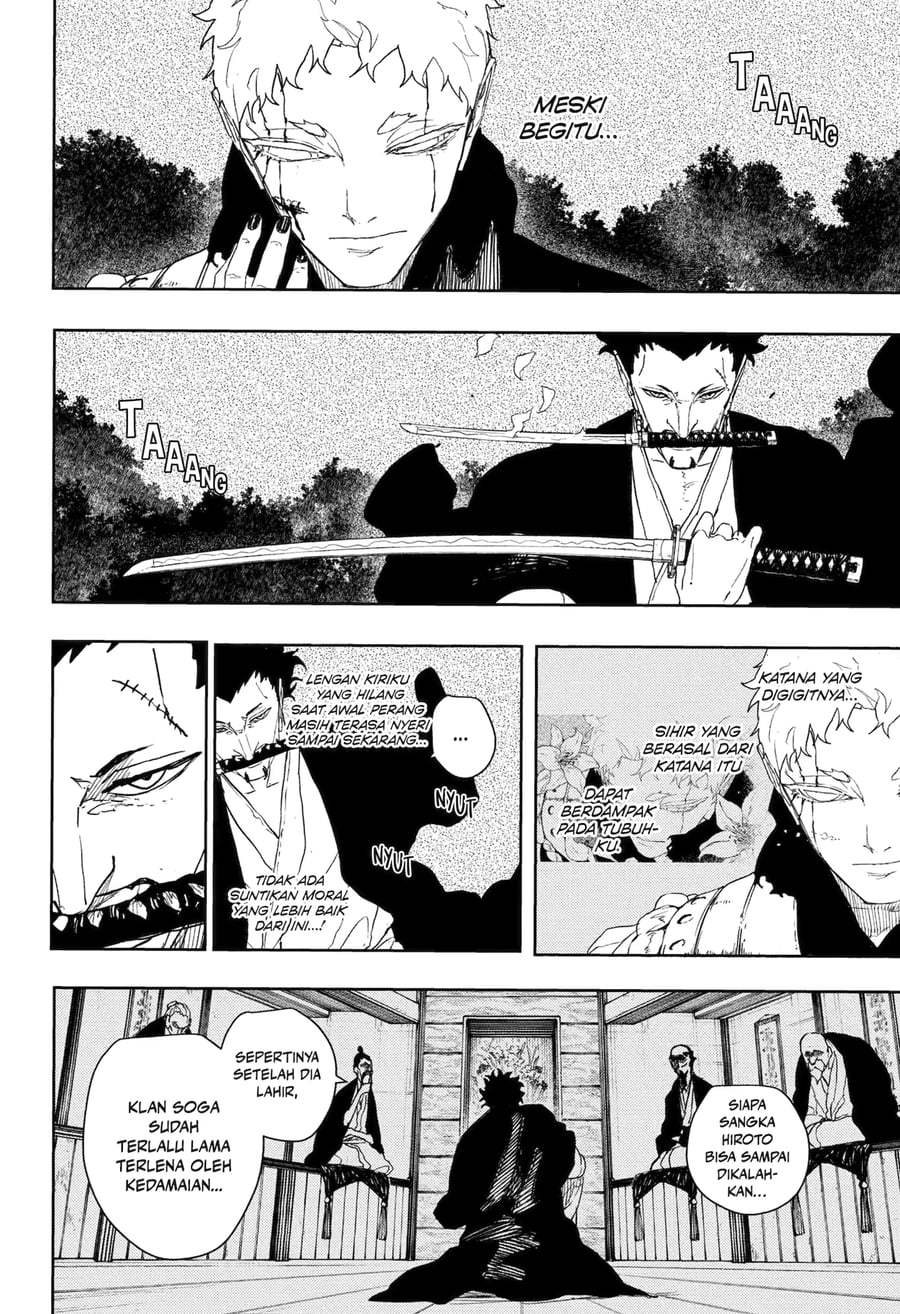 MESKI
BEGITU...
TAAANG
TAAANG
KATANA YANG
DIGIGITNYA...
SIHIR YANG
BERASAL DARI
KATANA ITU
DAPAT
BERDAMPAK
PADA TUBUH-
KU.
...
LENGAN KIRIKU
YANG HILANG
SAAT AWAL PERANG
MASIH TERASA NYERI
SAMPAI SEKARANG...
NYUT
NYUT
TIDAK ADA
SUNTIKAN MORAL
YANG LEBIH BAIK
DARI INI...!
SIAPA
SANGKA
HIROTO
BISA SAMPAI
DIKALAH-
KAN...
SEPERTINYA
SETELAH DIA
LAHIR,
KLAN SOGA
SUDAH
TERLALU LAMA
TERLENA OLEH
KEDAMAIAN...